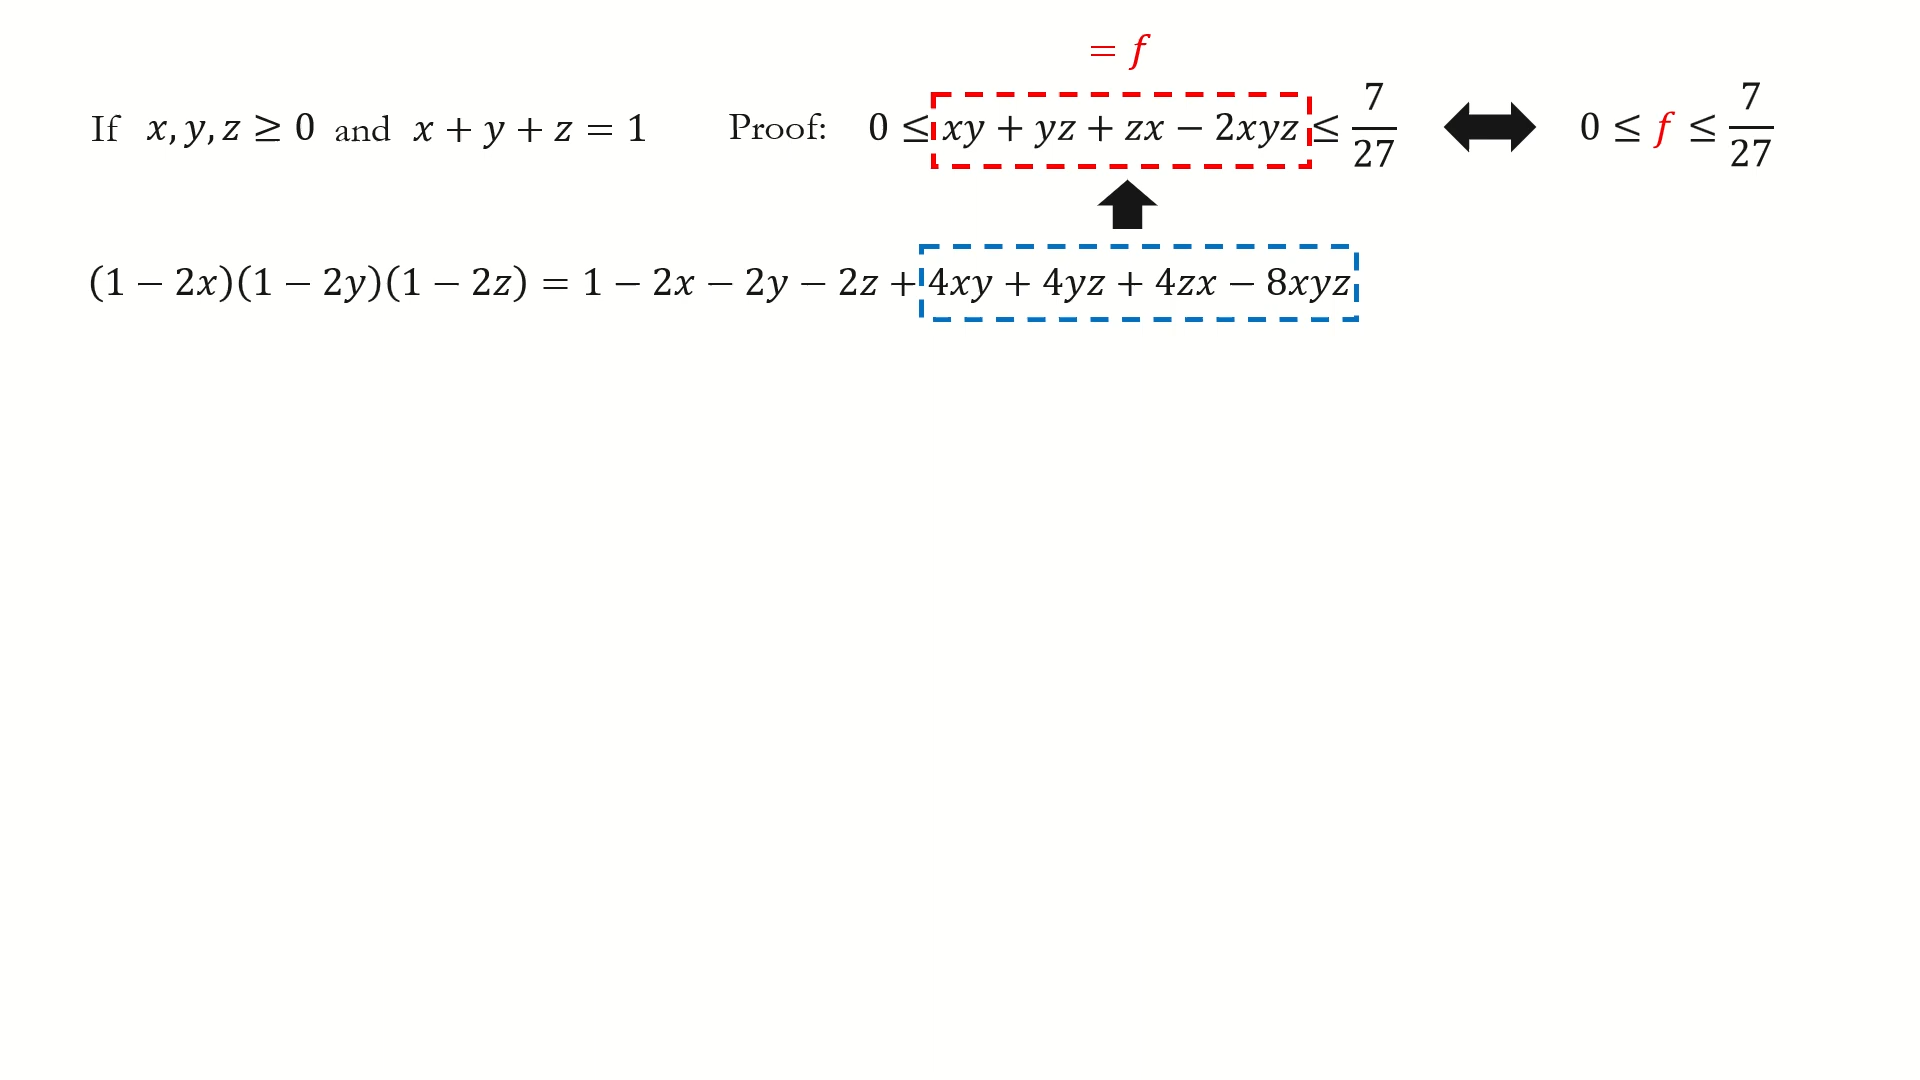 = f
If x, y, z ≥ 0 and x + y + z = 1 Proof: 0 ≤ xy + yz + zx − 2xyz ≤ 7/27 0 ≤ f ≤ 7/27
(1 − 2x)(1 − 2y)(1 − 2z) = 1 − 2x − 2y − 2z + 4xy + 4yz + 4zx − 8xyz